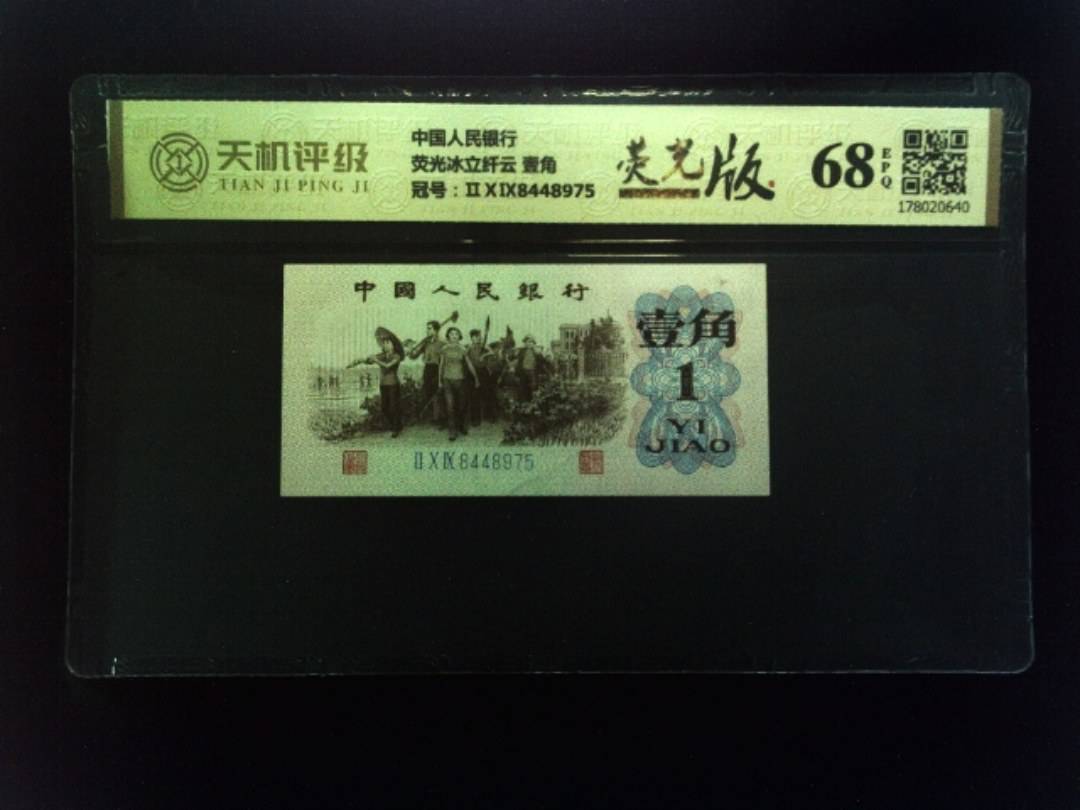 天机评级
TIAN JI PING JI
中国人民银行
荧光冰立纤云 壹角
冠号：ⅡⅩⅨ8448975
荧光版
68
EPQ
178020640
中國人民銀行
壹角
1
YI
JIAO
ⅡⅩⅨ8448975